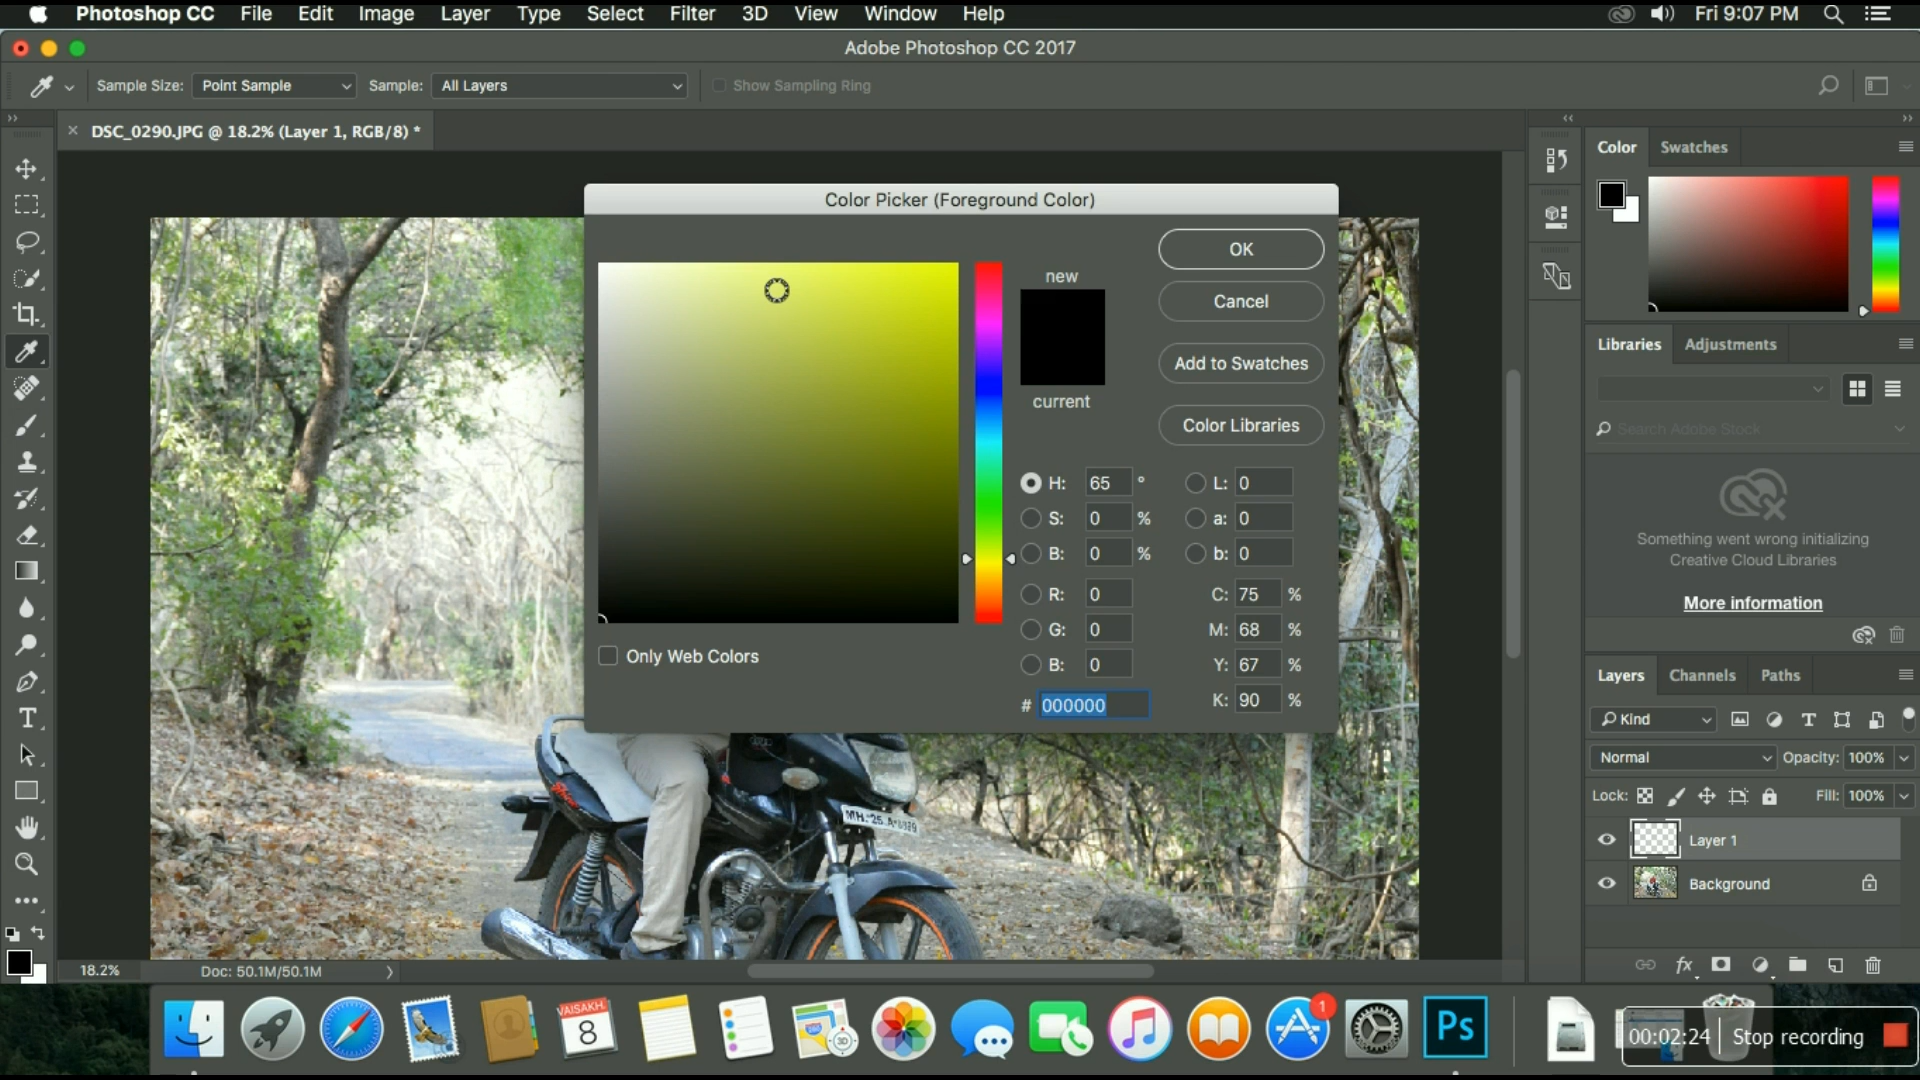 Photoshop CC File Edit Image Layer Type Select Filter 3D View Window Help Fri 9:07 PM
Adobe Photoshop CC 2017
Sample Size: Point Sample Sample: All Layers Show Sampling Ring
× DSC_0290.JPG @ 18.2% (Layer 1, RGB/8) *
Color Swatches
Color Picker (Foreground Color)
OK
new
Cancel
Add to Swatches
current
Color Libraries
H: 65 ° L: 0
S: 0 % a: 0
B: 0 % b: 0
R: 0 C: 75 %
G: 0 M: 68 %
B: 0 Y: 67 %
# 000000 K: 90 %
Only Web Colors
Libraries Adjustments
Search Adobe Stock
Something went wrong initializing
Creative Cloud Libraries
More information
Layers Channels Paths
Kind
Normal Opacity: 100%
Lock: Fill: 100%
Layer 1
Background
18.2% Doc: 50.1M/50.1M
VAISAKH.
8
3D
1
Ps
00:02:24 Stop recording